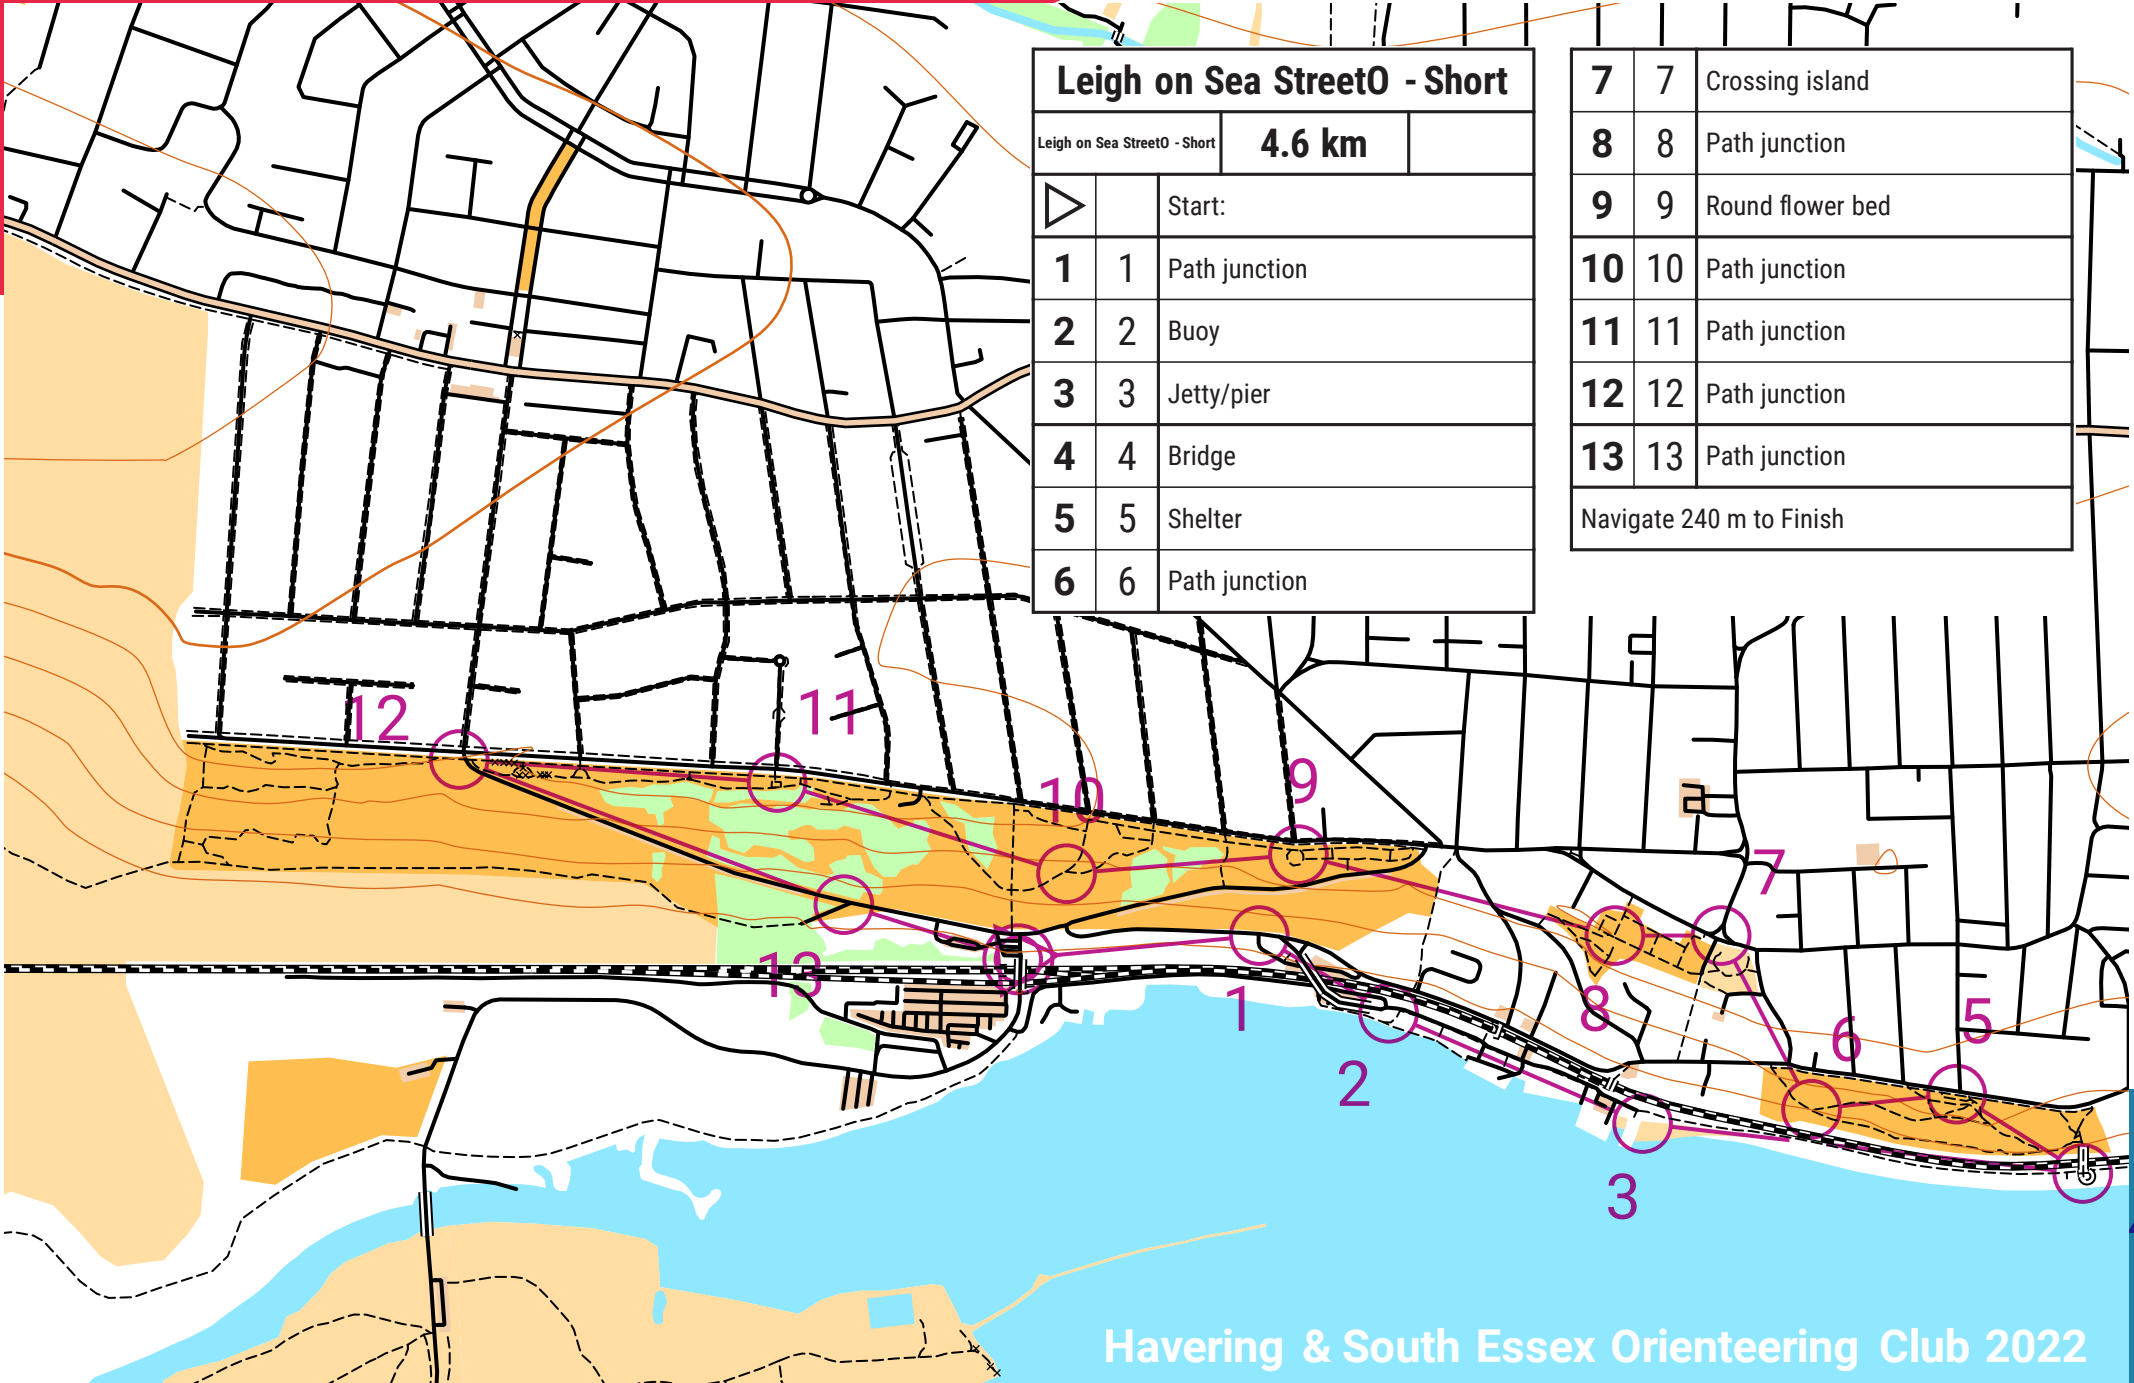 Leigh on Sea StreetO - Short
Leigh on Sea StreetO - Short 4.6 km
Start:
1 1 Path junction
2 2 Buoy
3 3 Jetty/pier
4 4 Bridge
5 5 Shelter
6 6 Path junction
7 7 Crossing island
8 8 Path junction
9 9 Round flower bed
10 10 Path junction
11 11 Path junction
12 12 Path junction
13 13 Path junction
Navigate 240 m to Finish
12
11
10
9
7
13
1
8
6
5
2
3
Havering & South Essex Orienteering Club 2022